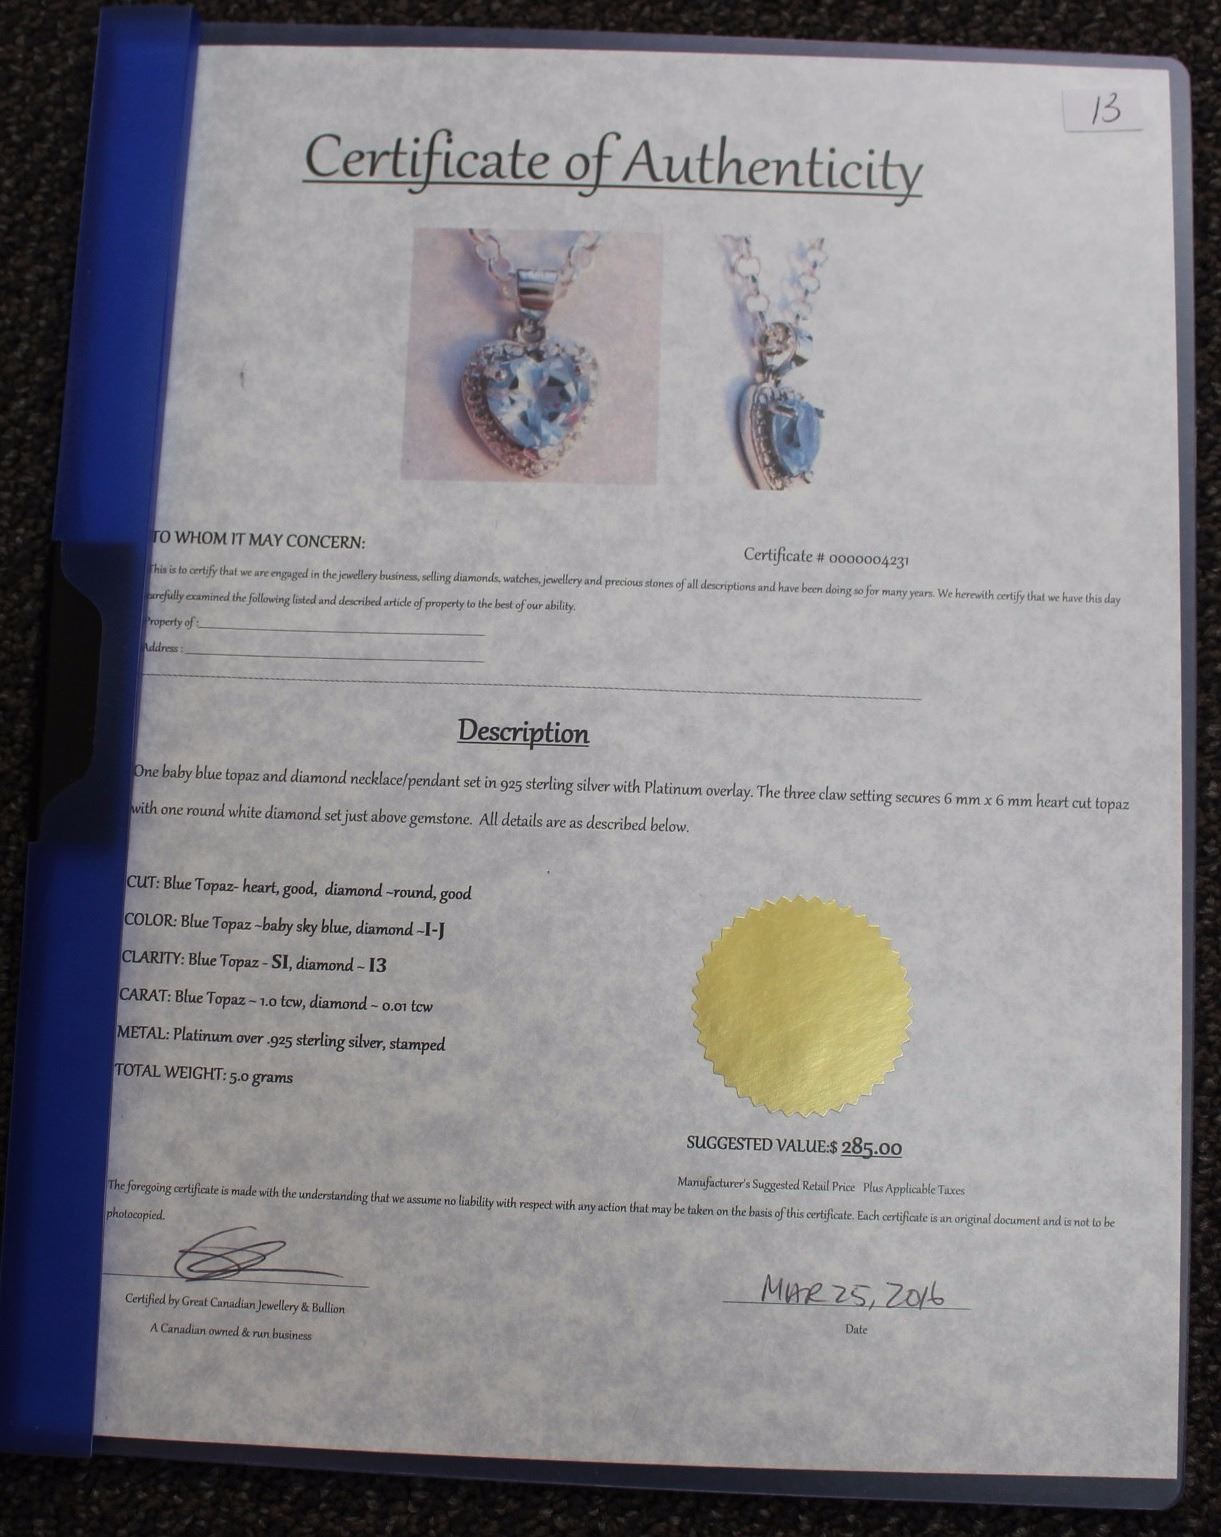 13
Certificate of Authenticity
TO WHOM IT MAY CONCERN:
Certificate # 0000004231
This is to certify that we are engaged in the jewellery business, selling diamonds, watches, jewellery and precious stones of all descriptions and have been doing so for many years. We herewith certify that we have this day
carefully examined the following listed and described article of property to the best of our ability.
Property of :
Address :
Description
One baby blue topaz and diamond necklace/pendant set in 925 sterling silver with Platinum overlay. The three claw setting secures 6 mm x 6 mm heart cut topaz
with one round white diamond set just above gemstone. All details are as described below.
CUT: Blue Topaz- heart, good, diamond ~round, good
COLOR: Blue Topaz ~baby sky blue, diamond ~I-J
CLARITY: Blue Topaz - SI, diamond ~ I3
CARAT: Blue Topaz ~ 1.0 tcw, diamond ~ 0.01 tcw
METAL: Platinum over .925 sterling silver, stamped
TOTAL WEIGHT: 5.0 grams
SUGGESTED VALUE:$ 285.00
Manufacturer's Suggested Retail Price Plus Applicable Taxes
The foregoing certificate is made with the understanding that we assume no liability with respect with any action that may be taken on the basis of this certificate. Each certificate is an original document and is not to be
photocopied.
MAR 25, 2016
Certified by Great Canadian Jewellery & Bullion
Date
A Canadian owned & run business